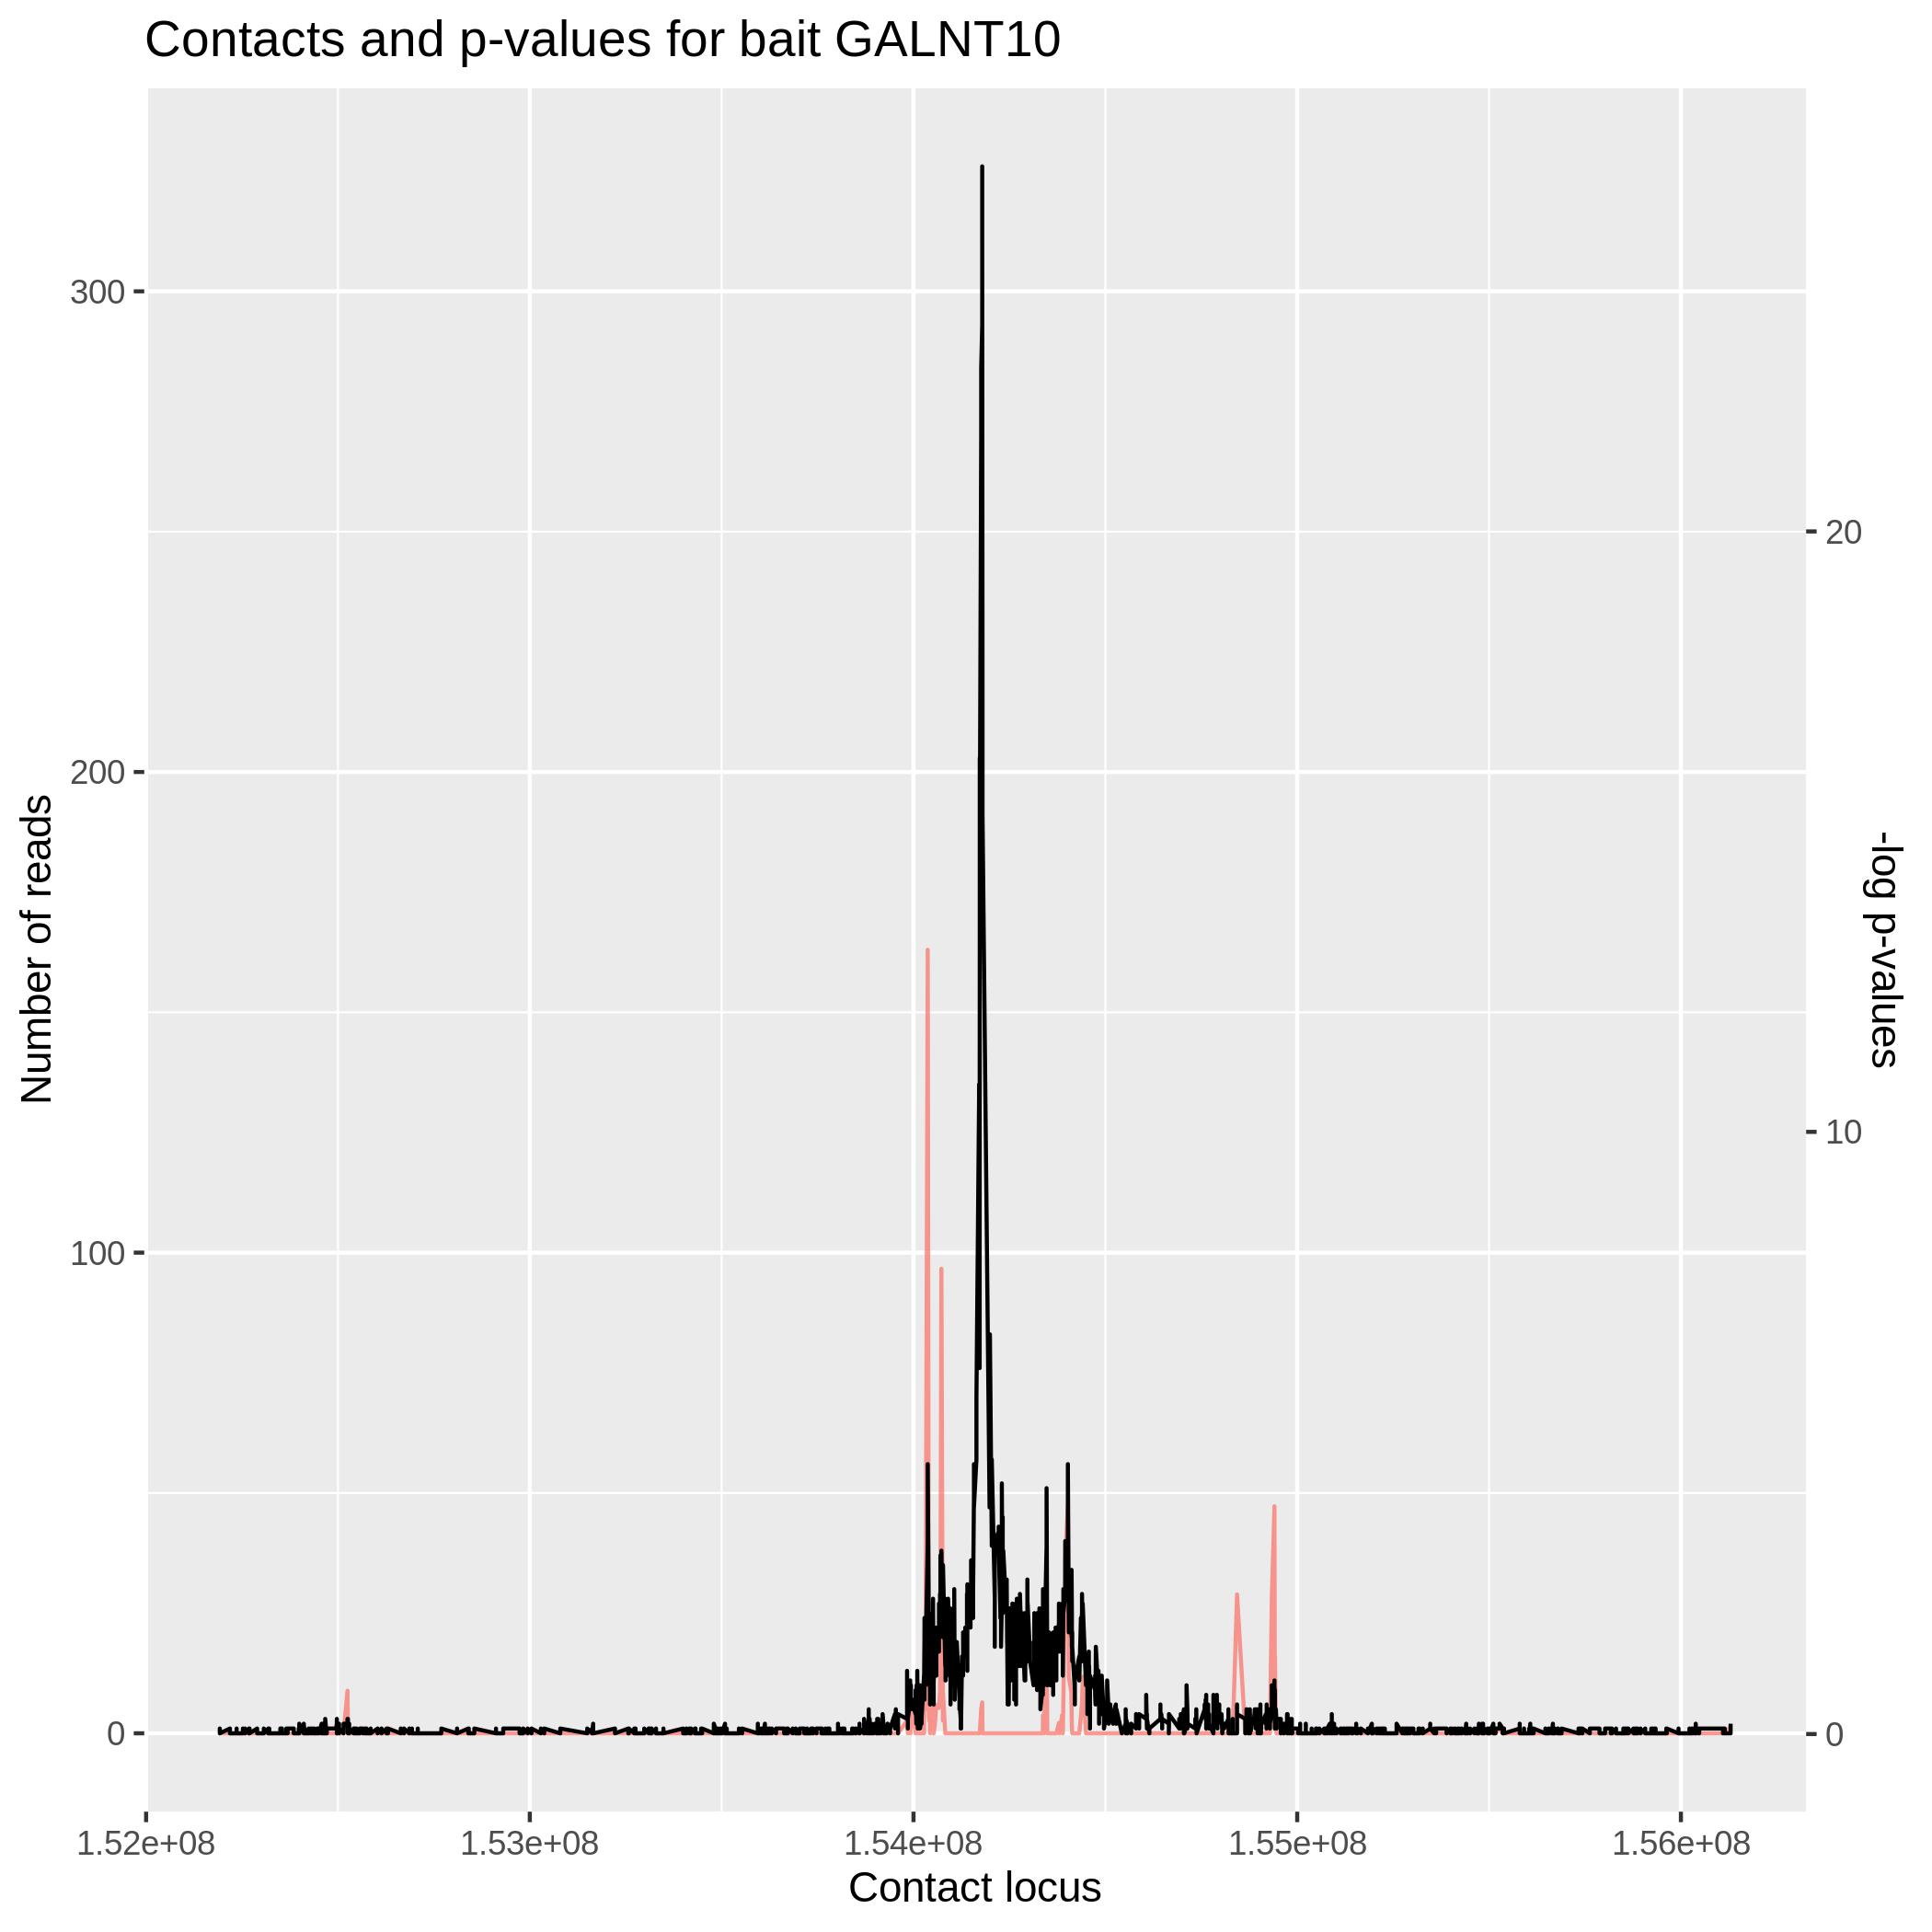 Contacts and p-values for bait GALNT10
Number of reads
300
200
100
0
20
10
0
-log p-values
1.52e+08
1.53e+08
1.54e+08
1.55e+08
1.56e+08
Contact locus